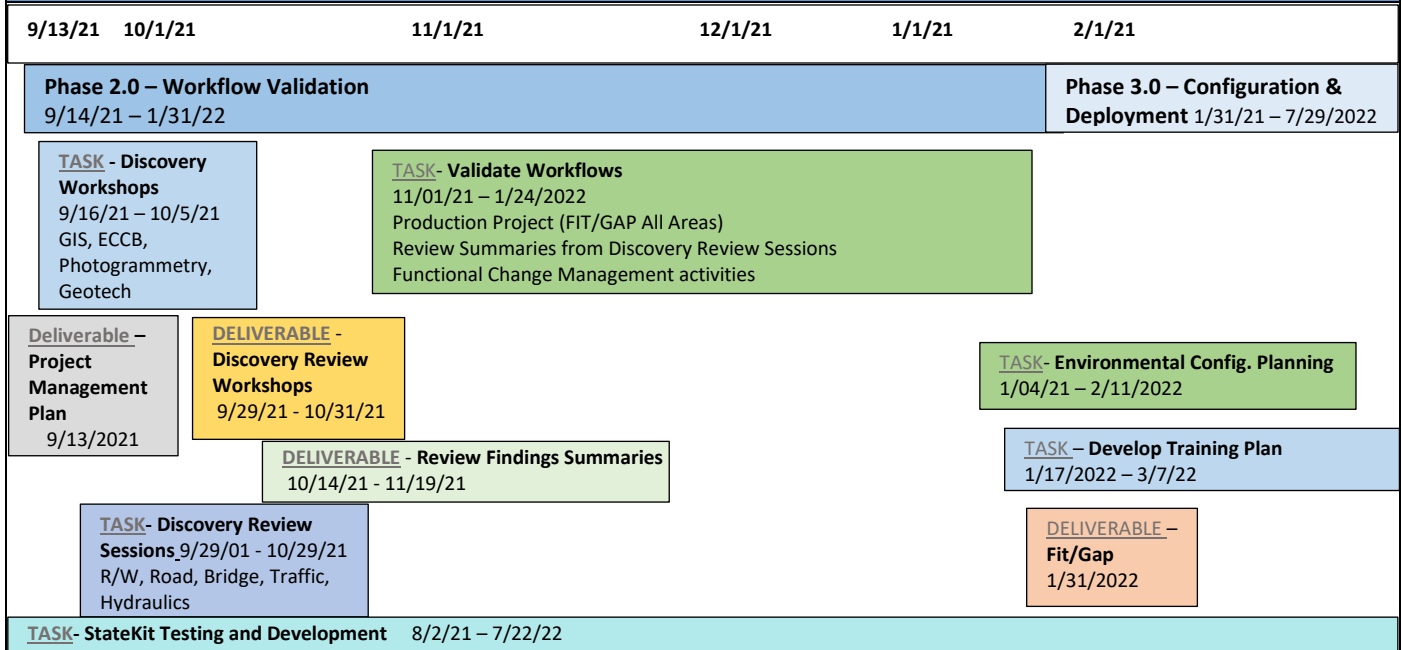 9/13/21 10/1/21 11/1/21 12/1/21 1/1/21 2/1/21
Phase 2.0 – Workflow Validation
9/14/21 – 1/31/22
Phase 3.0 – Configuration &
Deployment 1/31/21 – 7/29/2022
TASK - Discovery
Workshops
9/16/21 – 10/5/21
GIS, ECCB,
Photogrammetry,
Geotech
TASK- Validate Workflows
11/01/21 – 1/24/2022
Production Project (FIT/GAP All Areas)
Review Summaries from Discovery Review Sessions
Functional Change Management activities
Deliverable –
Project
Management
Plan
9/13/2021
DELIVERABLE -
Discovery Review
Workshops
9/29/21 - 10/31/21
TASK- Environmental Config. Planning
1/04/21 – 2/11/2022
DELIVERABLE - Review Findings Summaries
10/14/21 - 11/19/21
TASK – Develop Training Plan
1/17/2022 – 3/7/22
TASK- Discovery Review
Sessions 9/29/01 - 10/29/21
R/W, Road, Bridge, Traffic,
Hydraulics
DELIVERABLE –
Fit/Gap
1/31/2022
TASK- StateKit Testing and Development 8/2/21 – 7/22/22